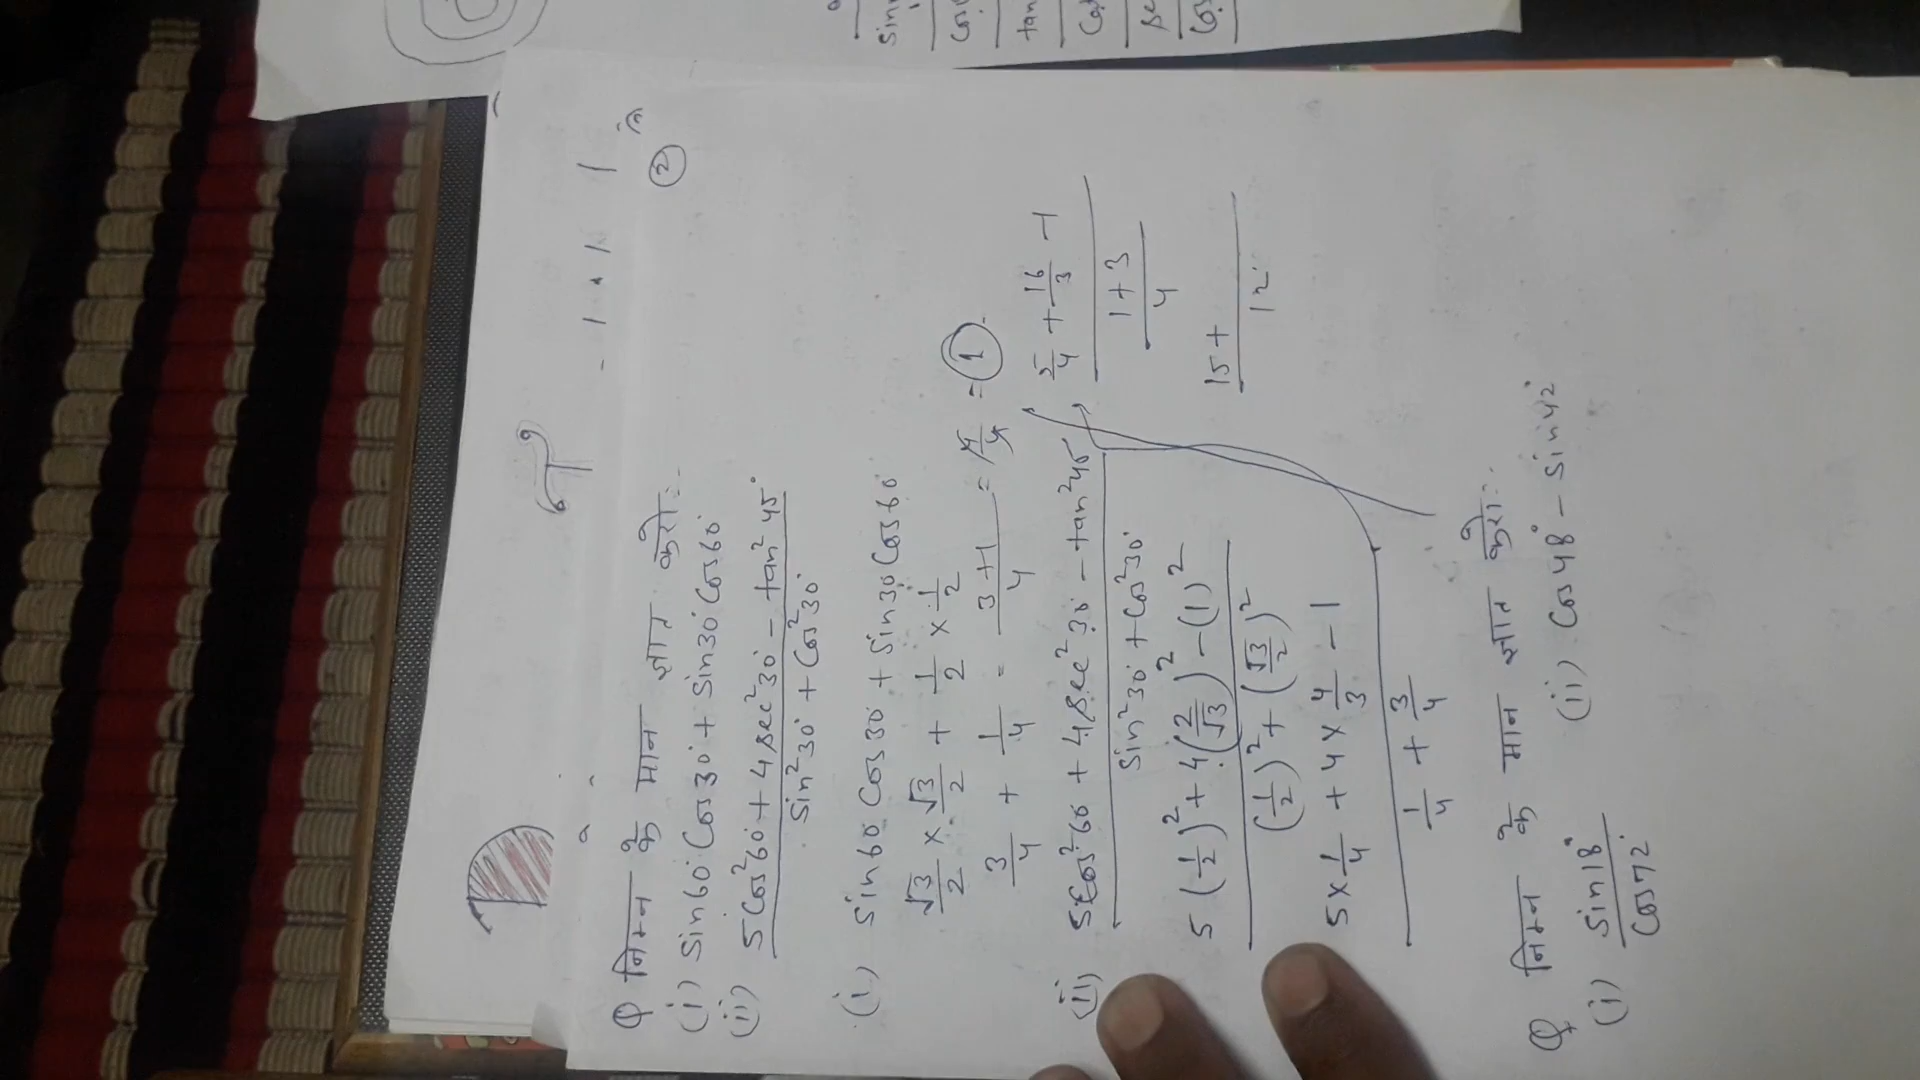 ②
Q निम्न के मान ज्ञात करो:-
(i) Sin60° Cos30° + Sin30° Cos60°
(ii) 5Cos²60° + 4sec²30° - tan²45°
Sin²30° + Cos²30°
(i) Sin60° Cos30° + Sin30° Cos60°
√3/2 × √3/2 + 1/2 × 1/2
3/4 + 1/4 = 3+1/4 = 4/4 = ①
(ii) 5Cos²60° + 4sec²30° - tan²45°
Sin²30° + Cos²30°
5(1/2)² + 4(2/√3)² - (1)²
(1/2)² + (√3/2)²
5×1/4 + 4×4/3 - 1
1/4 + 3/4
5/4 + 16/3 - 1
1+3
4
15+
12
Q निम्न के मान ज्ञात करो:-
(i) Sin18°/Cos72° (ii) Cos48° - Sin42°